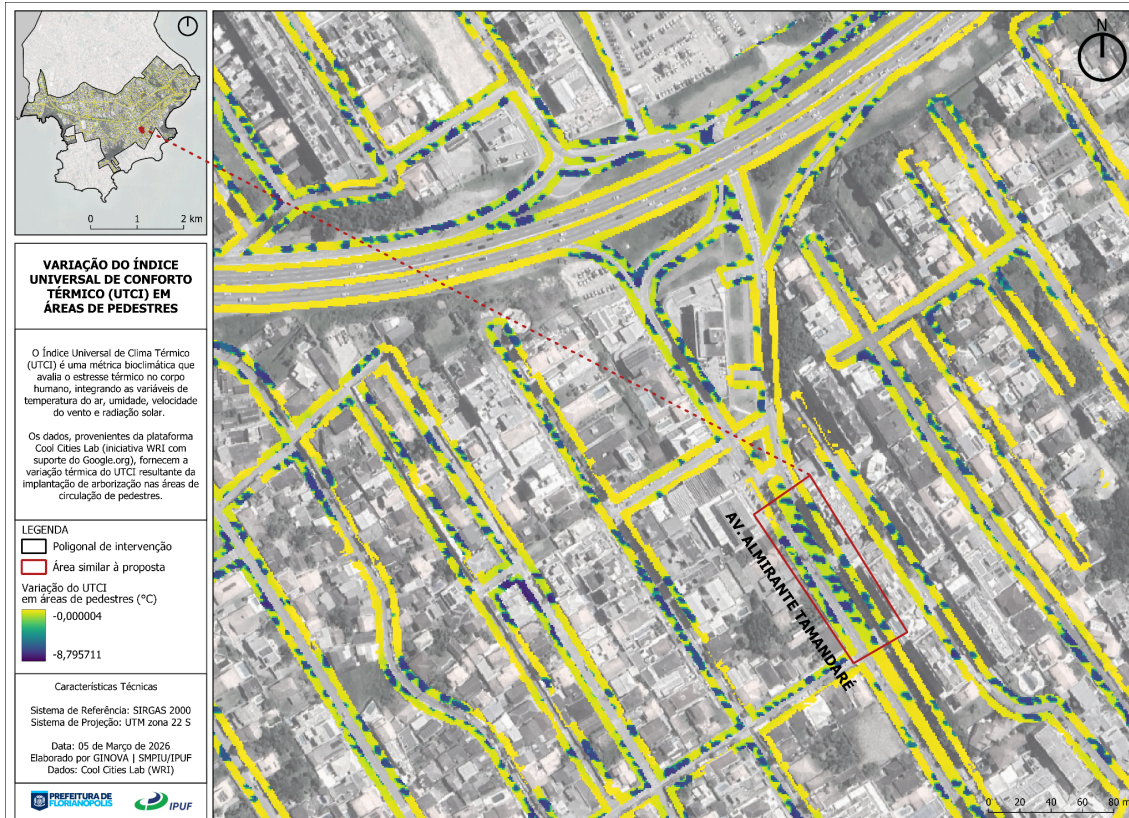 0 1 2 km
VARIAÇÃO DO ÍNDICE
UNIVERSAL DE CONFORTO
TÉRMICO (UTCI) EM
ÁREAS DE PEDESTRES
O Índice Universal de Clima Térmico
(UTCI) é uma métrica bioclimática que
avalia o estresse térmico no corpo
humano, integrando as variáveis de
temperatura do ar, umidade, velocidade
do vento e radiação solar.
Os dados, provenientes da plataforma
Cool Cities Lab (iniciativa WRI com
suporte do Google.org), fornecem a
variação térmica do UTCI resultante da
implantação de arborização nas áreas de
circulação de pedestres.
LEGENDA
Poligonal de intervenção
Área similar à proposta
Variação do UTCI
em áreas de pedestres (°C)
-0,000004
-8,795711
Características Técnicas
Sistema de Referência: SIRGAS 2000
Sistema de Projeção: UTM zona 22 S
Data: 05 de Março de 2026
Elaborado por GINOVA | SMPIU/IPUF
Dados: Cool Cities Lab (WRI)
PREFEITURA DE
FLORIANÓPOLIS
IPUF
N
AV. ALMIRANTE TAMANDARÉ
0 20 40 60 80 m